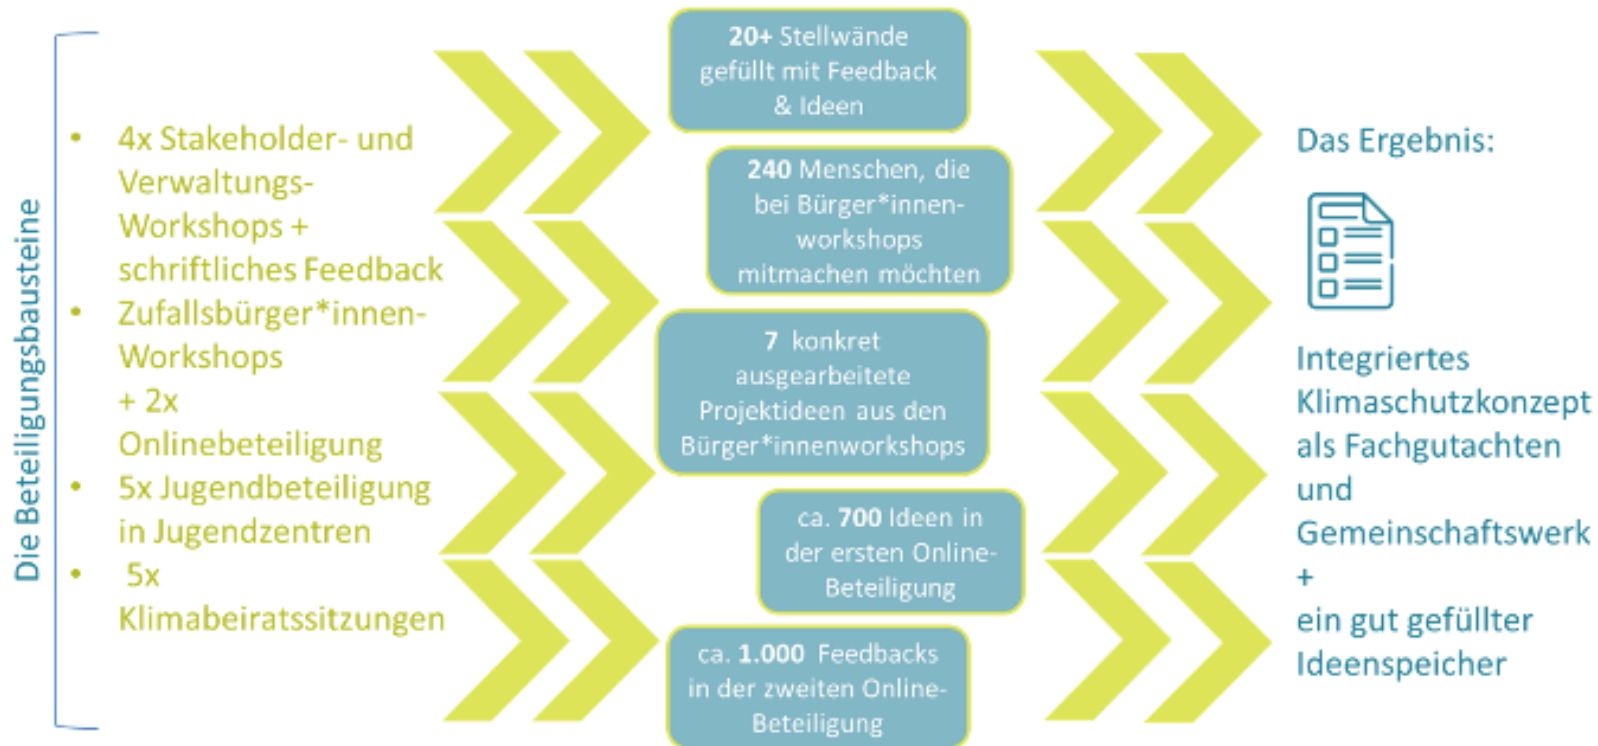 Die Beteiligungsbausteine
• 4x Stakeholder- und
Verwaltungs-
Workshops +
schriftliches Feedback
• Zufallsbürger*innen-
Workshops
+ 2x
Onlinebeteiligung
• 5x Jugendbeteiligung
in Jugendzentren
• 5x
Klimabeiratssitzungen
20+ Stellwände
gefüllt mit Feedback
& Ideen
240 Menschen, die
bei Bürger*innen-
workshops
mitmachen möchten
7 konkret
ausgearbeitete
Projektideen aus den
Bürger*innenworkshops
ca. 700 Ideen in
der ersten Online-
Beteiligung
ca. 1.000 Feedbacks
in der zweiten Online-
Beteiligung
Das Ergebnis:
Integriertes
Klimaschutzkonzept
als Fachgutachten
und
Gemeinschaftswerk
+
ein gut gefüllter
Ideenspeicher